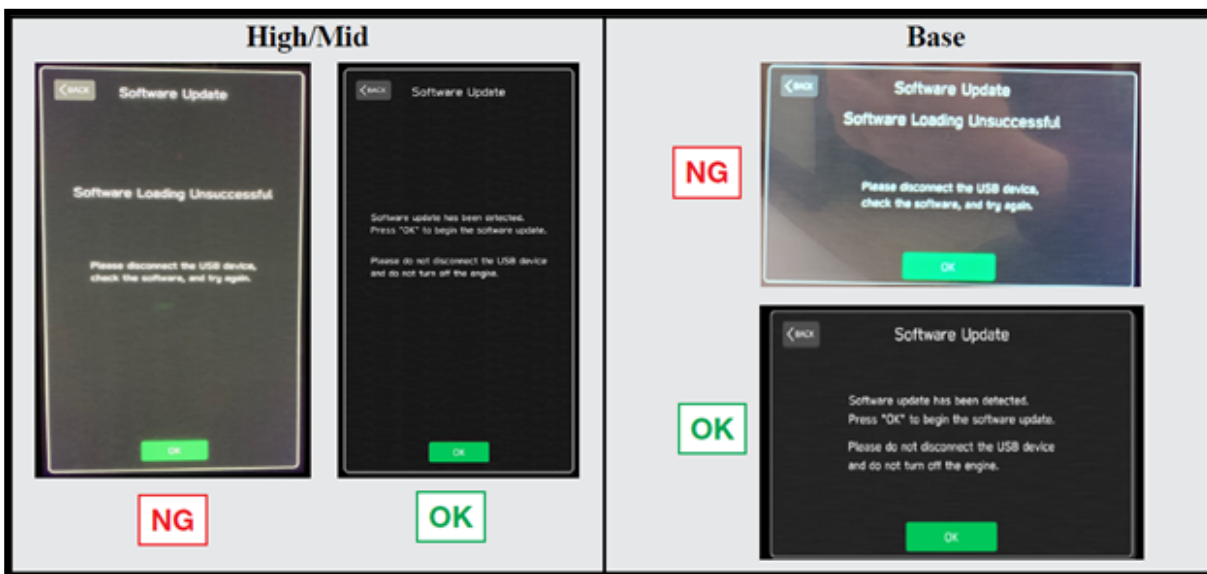 High/Mid
< BACK
Software Update
Software Loading Unsuccessful
Please disconnect the USB device,
check the software, and try again.
OK
NG
< BACK
Software Update
Software update has been detected.
Press "OK" to begin the software update.
Please do not disconnect the USB device
and do not turn off the engine.
OK
OK
Base
NG
< BACK
Software Update
Software Loading Unsuccessful
Please disconnect the USB device,
check the software, and try again.
OK
OK
< BACK
Software Update
Software update has been detected.
Press "OK" to begin the software update.
Please do not disconnect the USB device
and do not turn off the engine.
OK